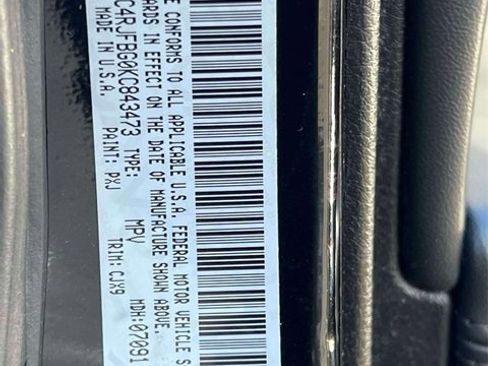 E CONFORMS TO ALL APPLICABLE U.S.A. FEDERAL MOTOR VEHICLE S
ARDS IN EFFECT ON THE DATE OF MANUFACTURE SHOWN ABOVE.
C4RJFBG0KC843473 TYPE: MPV MDH:07091
MADE IN U.S.A. PAINT: PXJ TRIM:CJX9